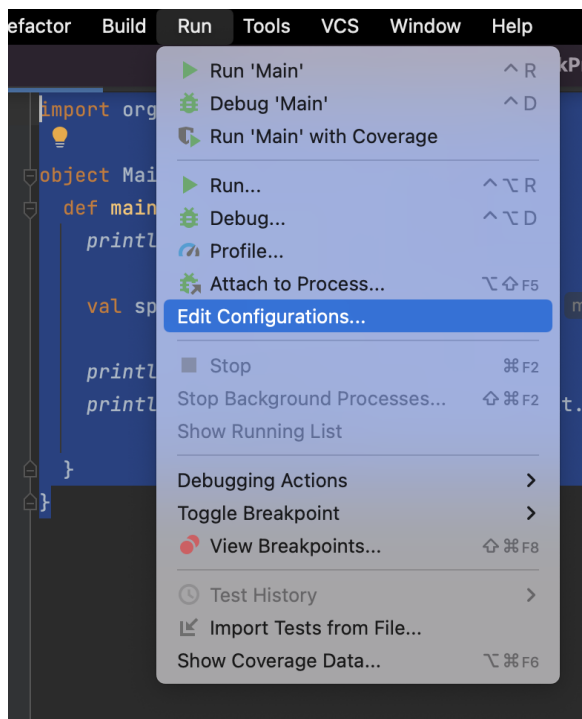 efactor Build Run Tools VCS Window Help
Run 'Main' ^ R
Debug 'Main' ^ D
Run 'Main' with Coverage
Run... ^ ⌥ R
Debug... ^ ⌥ D
Profile...
Attach to Process... ⌥ ⇧ F5
Edit Configurations...
Stop ⌘ F2
Stop Background Processes... ⇧ ⌘ F2
Show Running List
Debugging Actions
Toggle Breakpoint
View Breakpoints... ⇧ ⌘ F8
Test History
Import Tests from File...
Show Coverage Data... ⌥ ⌘ F6
kP
import org
object Mai
def main
printl
val sp
printl
printl t.
}
}